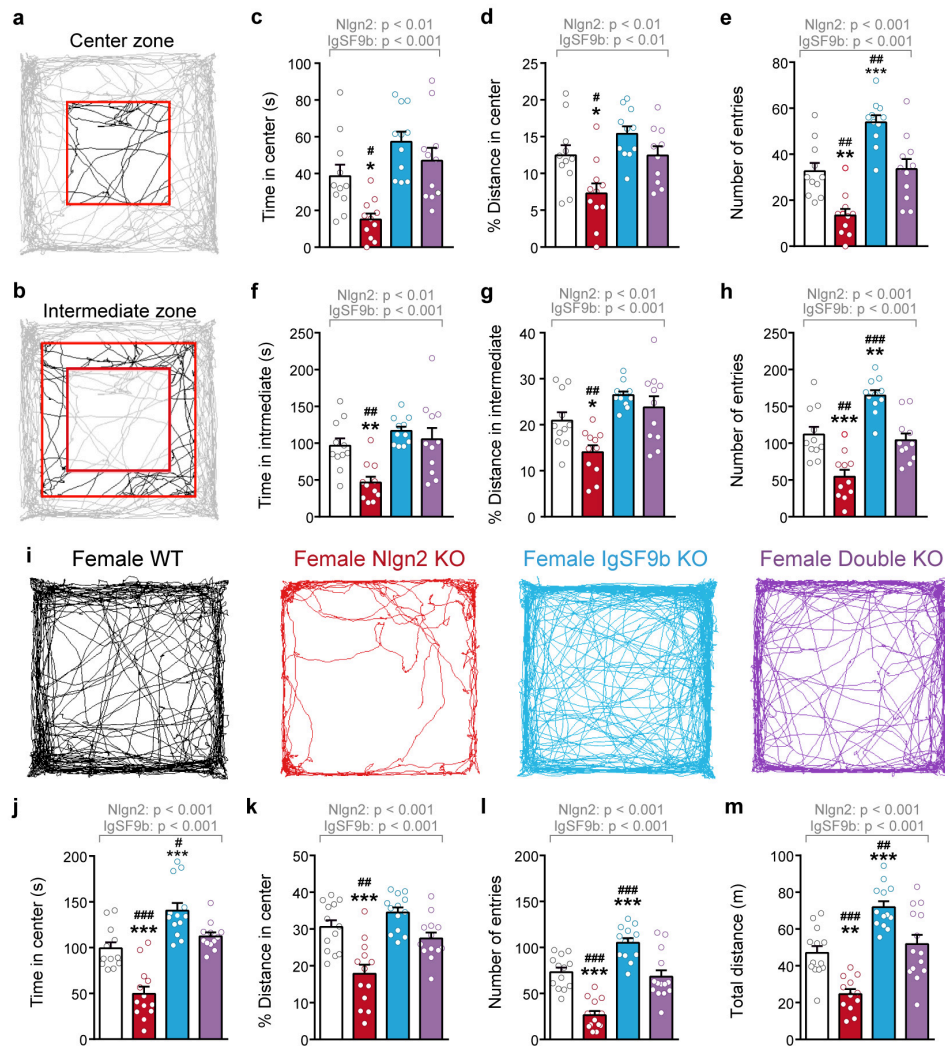 a
Center zone
b
Intermediate zone
c
Nlgn2: p < 0.01
IgSF9b: p < 0.001
Time in center (s)
100
80
60
40
20
0
#
*
d
Nlgn2: p < 0.01
IgSF9b: p < 0.01
% Distance in center
25
20
15
10
5
0
#
*
e
Nlgn2: p < 0.001
IgSF9b: p < 0.001
Number of entries
80
60
40
20
0
##
**
##
***
f
Nlgn2: p < 0.01
IgSF9b: p < 0.001
Time in intrmediate (s)
250
200
150
100
50
0
##
**
g
Nlgn2: p < 0.01
IgSF9b: p < 0.001
% Distance in intermediate
40
30
20
10
0
##
*
h
Nlgn2: p < 0.001
IgSF9b: p < 0.001
Number of entries
250
200
150
100
50
0
##
***
###
**
i
Female WT
Female Nlgn2 KO
Female IgSF9b KO
Female Double KO
j
Nlgn2: p < 0.001
IgSF9b: p < 0.001
Time in center (s)
200
150
100
50
0
###
***
#
***
k
Nlgn2: p < 0.001
IgSF9b: p < 0.001
% Distance in center
50
40
30
20
10
0
##
***
l
Nlgn2: p < 0.001
IgSF9b: p < 0.001
Number of entries
200
150
100
50
0
###
***
###
***
m
Nlgn2: p < 0.001
IgSF9b: p < 0.001
Total distance (m)
100
80
60
40
20
0
###
**
##
***